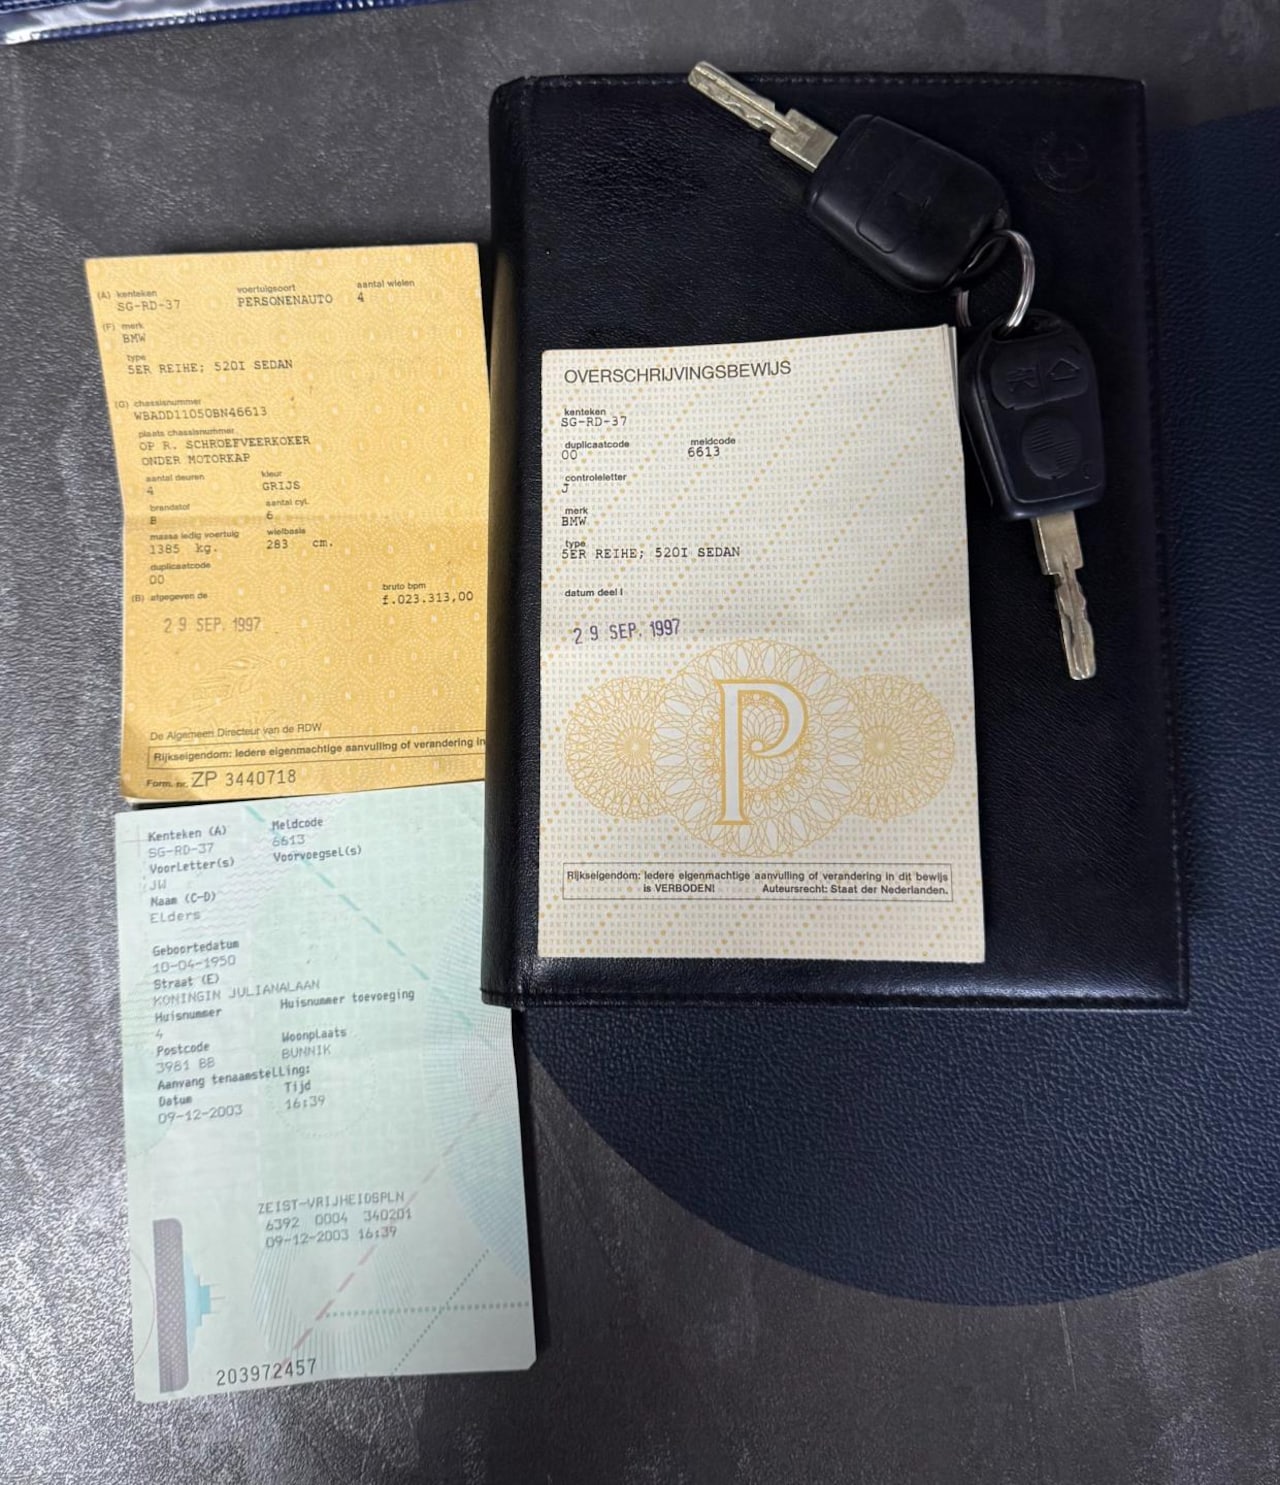 (A) kenteken voertuigsoort aantal wielen
SG-RD-37 PERSONENAUTO 4
(F) merk
BMW
type
5ER REIHE; 520I SEDAN
(G) chassisnummer
WBADD11050BN46613
plaats chassisnummer
OP R. SCHROEFVEERKOKER
ONDER MOTORKAP
aantal deuren kleur
4 GRIJS
brandstof aantal cyl.
B 6
massa ledig voertuig wielbasis
1385 kg. 283 cm.
duplicaatcode
00
(B) afgegeven de bruto bpm
f.023.313,00
29 SEP. 1997
De Algemeen Directeur van de RDW
Rijkseigendom: Iedere eigenmachtige aanvulling of verandering in
Form. nr. ZP 3440718
Kenteken (A) Meldcode
SG-RD-37 6613
Voorletter(s) Voorvoegsel(s)
JW
Naam (C-D)
Elders
Geboortedatum
10-04-1950
Straat (E)
KONINGIN JULIANALAAN
Huisnummer Huisnummer toevoeging
4
Postcode Woonplaats
3981 BB BUNNIK
Aanvang tenaamstelling:
Datum Tijd
09-12-2003 16:39
ZEIST-VRIJHEIDSPLN
6392 0004 340201
09-12-2003 16:39
203972457
OVERSCHRIJVINGSBEWIJS
kenteken
SG-RD-37
duplicaatcode meldcode
00 6613
controleletter
J
merk
BMW
type
5ER REIHE; 520I SEDAN
datum deel I
29 SEP. 1997
P
Rijkseigendom: Iedere eigenmachtige aanvulling of verandering in dit bewijs
is VERBODEN! Auteursrecht: Staat der Nederlanden.